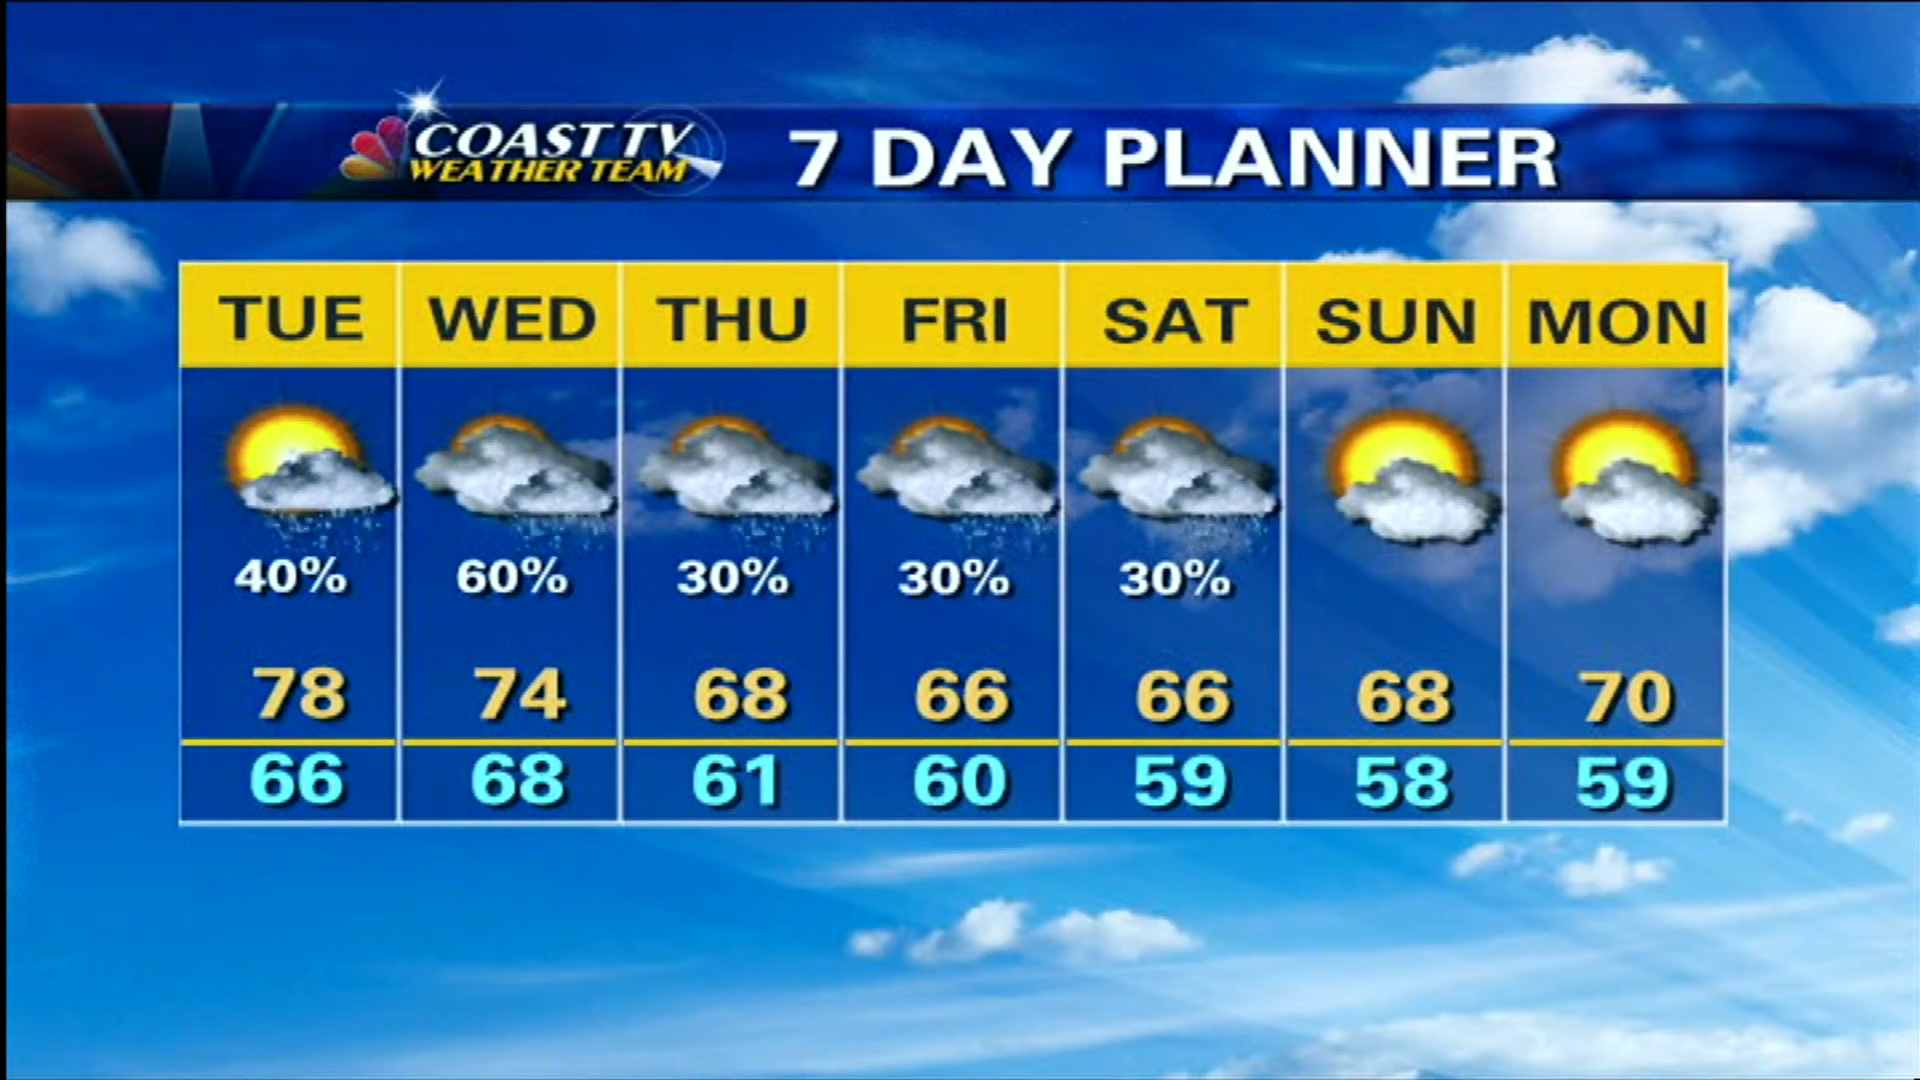 COAST TV
WEATHER TEAM
7 DAY PLANNER
TUE WED THU FRI SAT SUN MON
40% 60% 30% 30% 30%
78 74 68 66 66 68 70
66 68 61 60 59 58 59